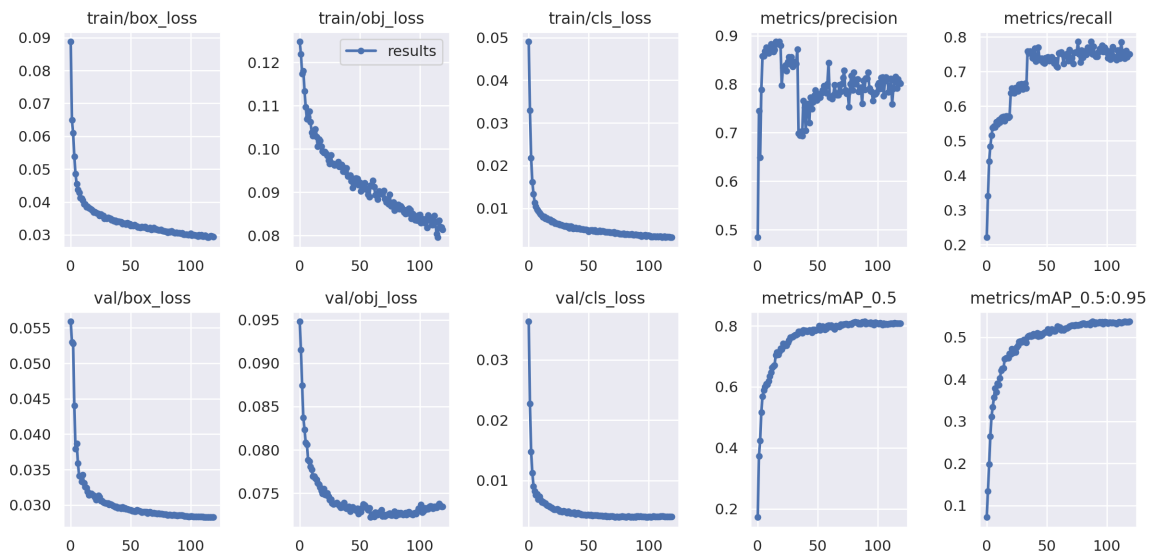 train/box_loss
0.09
0.08
0.07
0.06
0.05
0.04
0.03
0 50 100
train/obj_loss
results
0.12
0.11
0.10
0.09
0.08
0 50 100
train/cls_loss
0.05
0.04
0.03
0.02
0.01
0 50 100
metrics/precision
0.9
0.8
0.7
0.6
0.5
0 50 100
metrics/recall
0.8
0.7
0.6
0.5
0.4
0.3
0.2
0 50 100
val/box_loss
0.055
0.050
0.045
0.040
0.035
0.030
0 50 100
val/obj_loss
0.095
0.090
0.085
0.080
0.075
0 50 100
val/cls_loss
0.03
0.02
0.01
0 50 100
metrics/mAP_0.5
0.8
0.6
0.4
0.2
0 50 100
metrics/mAP_0.5:0.95
0.5
0.4
0.3
0.2
0.1
0 50 100